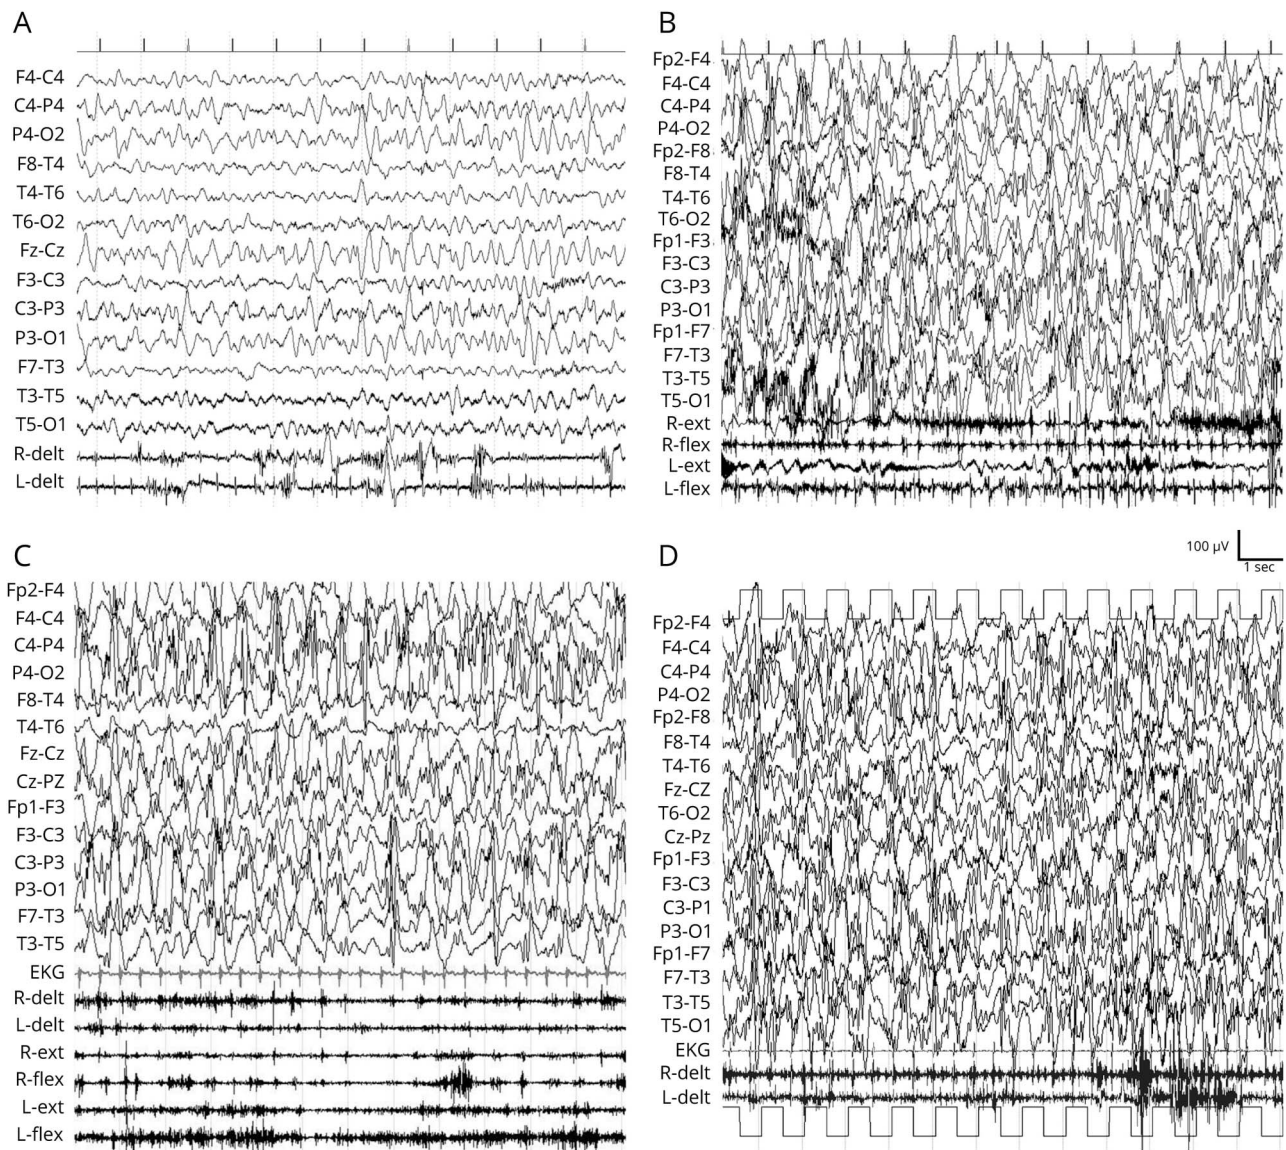 A
F4-C4
C4-P4
P4-O2
F8-T4
T4-T6
T6-O2
Fz-Cz
F3-C3
C3-P3
P3-O1
F7-T3
T3-T5
T5-O1
R-delt
L-delt
B
Fp2-F4
F4-C4
C4-P4
P4-O2
Fp2-F8
F8-T4
T4-T6
T6-O2
Fp1-F3
F3-C3
C3-P3
P3-O1
Fp1-F7
F7-T3
T3-T5
T5-O1
R-ext
R-flex
L-ext
L-flex
C
Fp2-F4
F4-C4
C4-P4
P4-O2
F8-T4
T4-T6
Fz-Cz
Cz-PZ
Fp1-F3
F3-C3
C3-P3
P3-O1
F7-T3
T3-T5
EKG
R-delt
L-delt
R-ext
R-flex
L-ext
L-flex
D
100 µV
1 sec
Fp2-F4
F4-C4
C4-P4
P4-O2
Fp2-F8
F8-T4
T4-T6
Fz-CZ
T6-O2
Cz-Pz
Fp1-F3
F3-C3
C3-P1
P3-O1
Fp1-F7
F7-T3
T3-T5
T5-O1
EKG
R-delt
L-delt